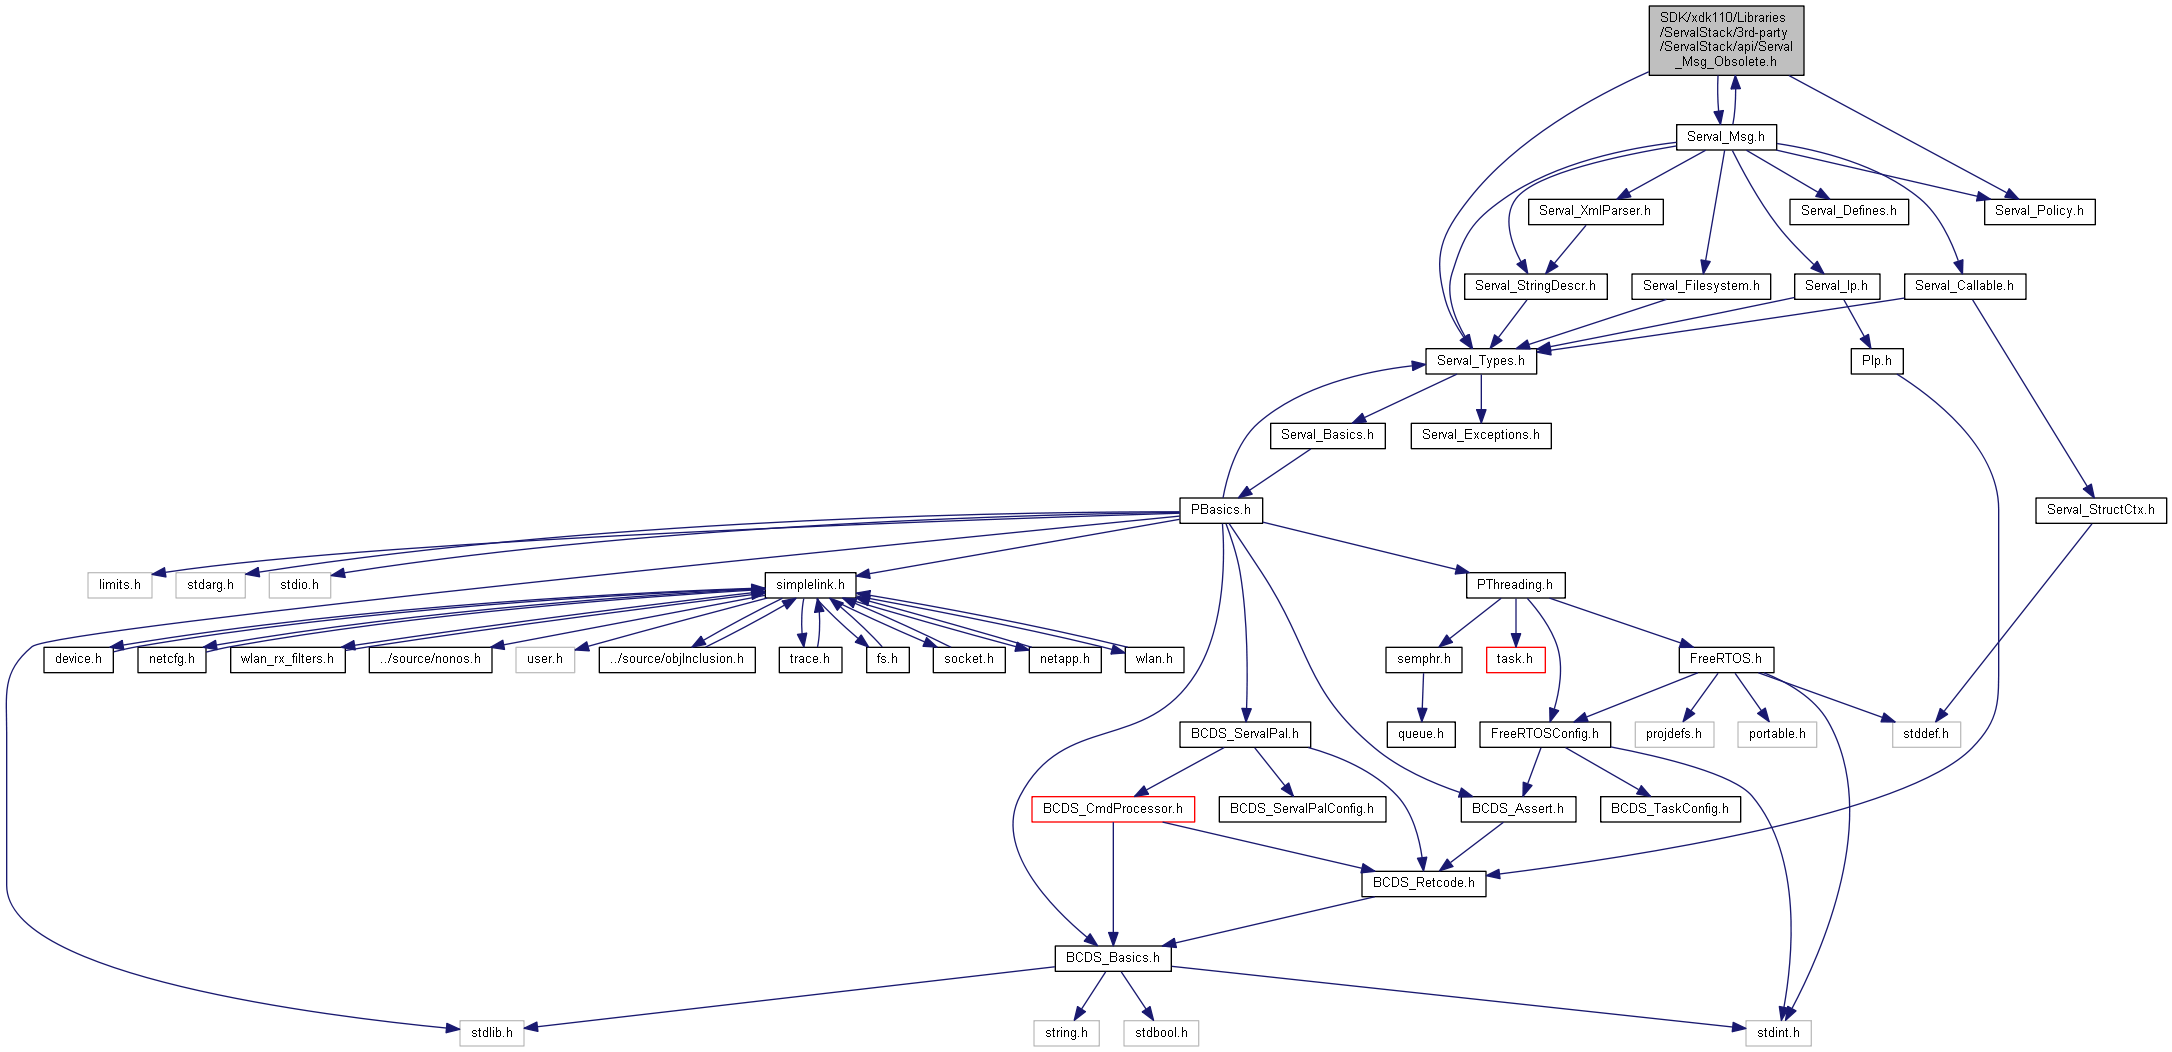 SDK/xdk110/Libraries
/ServalStack/3rd-party
/ServalStack/api/Serval
_Msg_Obsolete.h
Serval_Msg.h
Serval_XmlParser.h
Serval_Defines.h
Serval_Policy.h
Serval_StringDescr.h
Serval_Filesystem.h
Serval_Ip.h
Serval_Callable.h
Serval_Types.h
PIp.h
Serval_Basics.h
Serval_Exceptions.h
PBasics.h
Serval_StructCtx.h
limits.h
stdarg.h
stdio.h
simplelink.h
PThreading.h
device.h
netcfg.h
wlan_rx_filters.h
../source/nonos.h
user.h
../source/objInclusion.h
trace.h
fs.h
socket.h
netapp.h
wlan.h
semphr.h
task.h
FreeRTOS.h
BCDS_ServalPal.h
queue.h
FreeRTOSConfig.h
projdefs.h
portable.h
stddef.h
BCDS_CmdProcessor.h
BCDS_ServalPalConfig.h
BCDS_Assert.h
BCDS_TaskConfig.h
BCDS_Retcode.h
BCDS_Basics.h
stdlib.h
string.h
stdbool.h
stdint.h